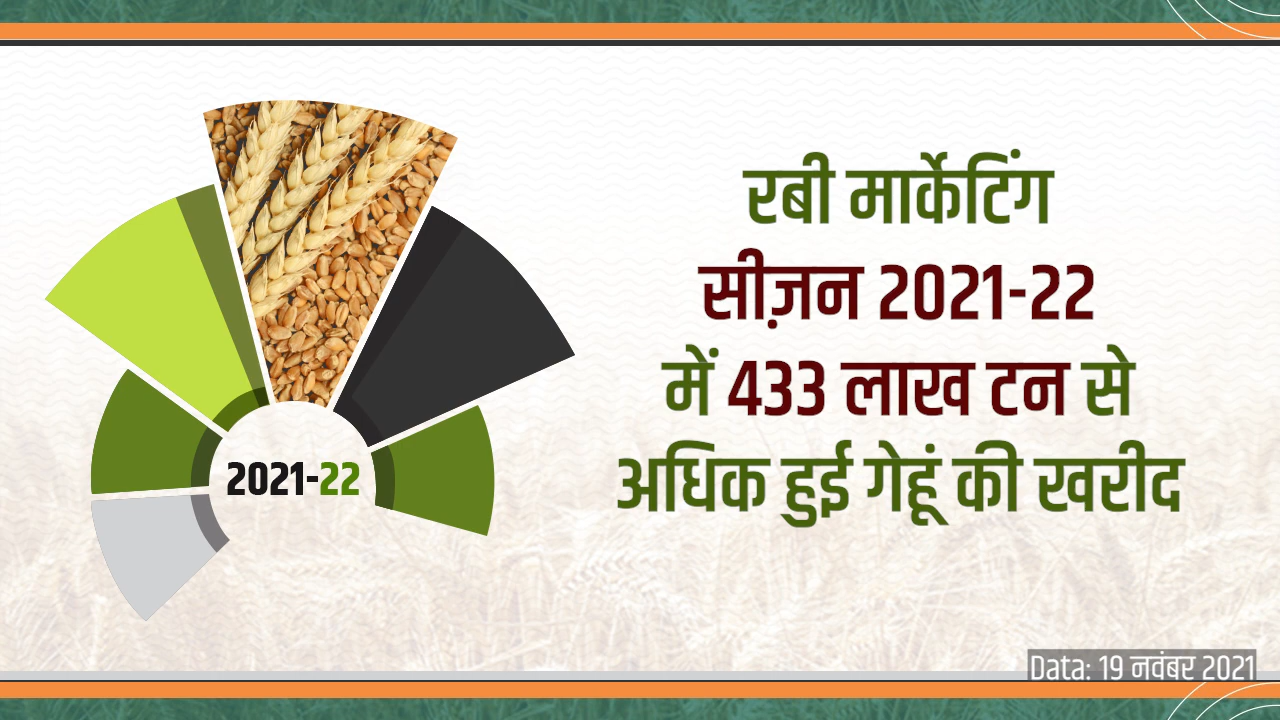 2021-22
रबी मार्केटिंग
सीज़न 2021-22
में 433 लाख टन से
अधिक हुई गेहूं की खरीद
Data: 19 नवंबर 2021